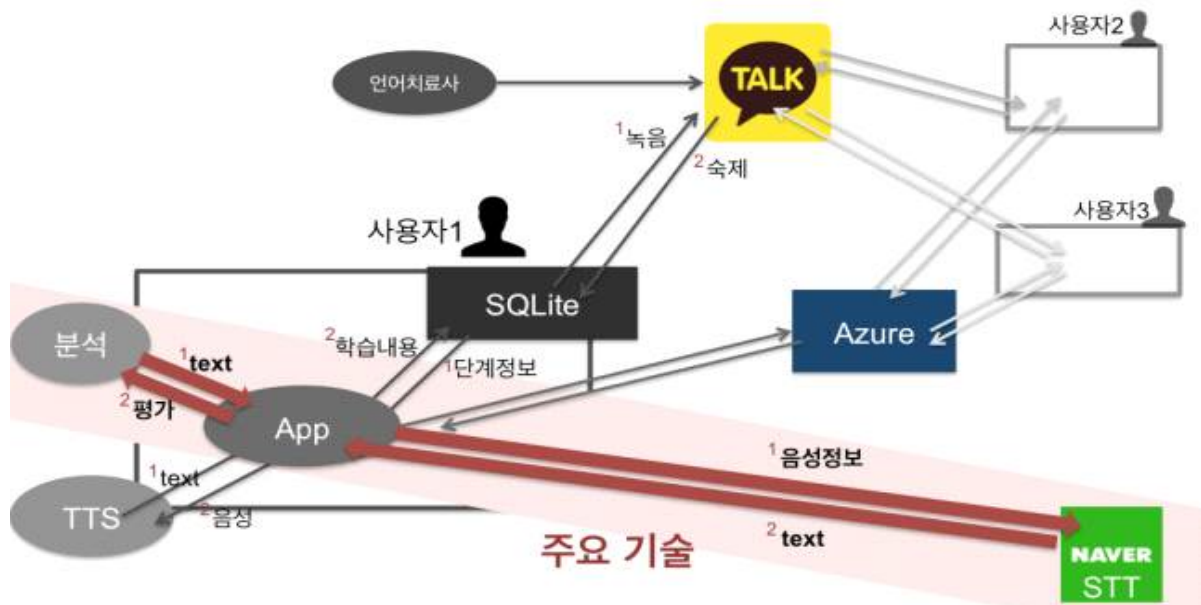 사용자2
언어치료사
TALK
1녹음
2숙제
사용자3
사용자1
SQLite
Azure
분석
2학습내용
1text
1단계정보
2평가
App
1음성정보
1text
TTS
2음성
2text
주요 기술
NAVER
STT